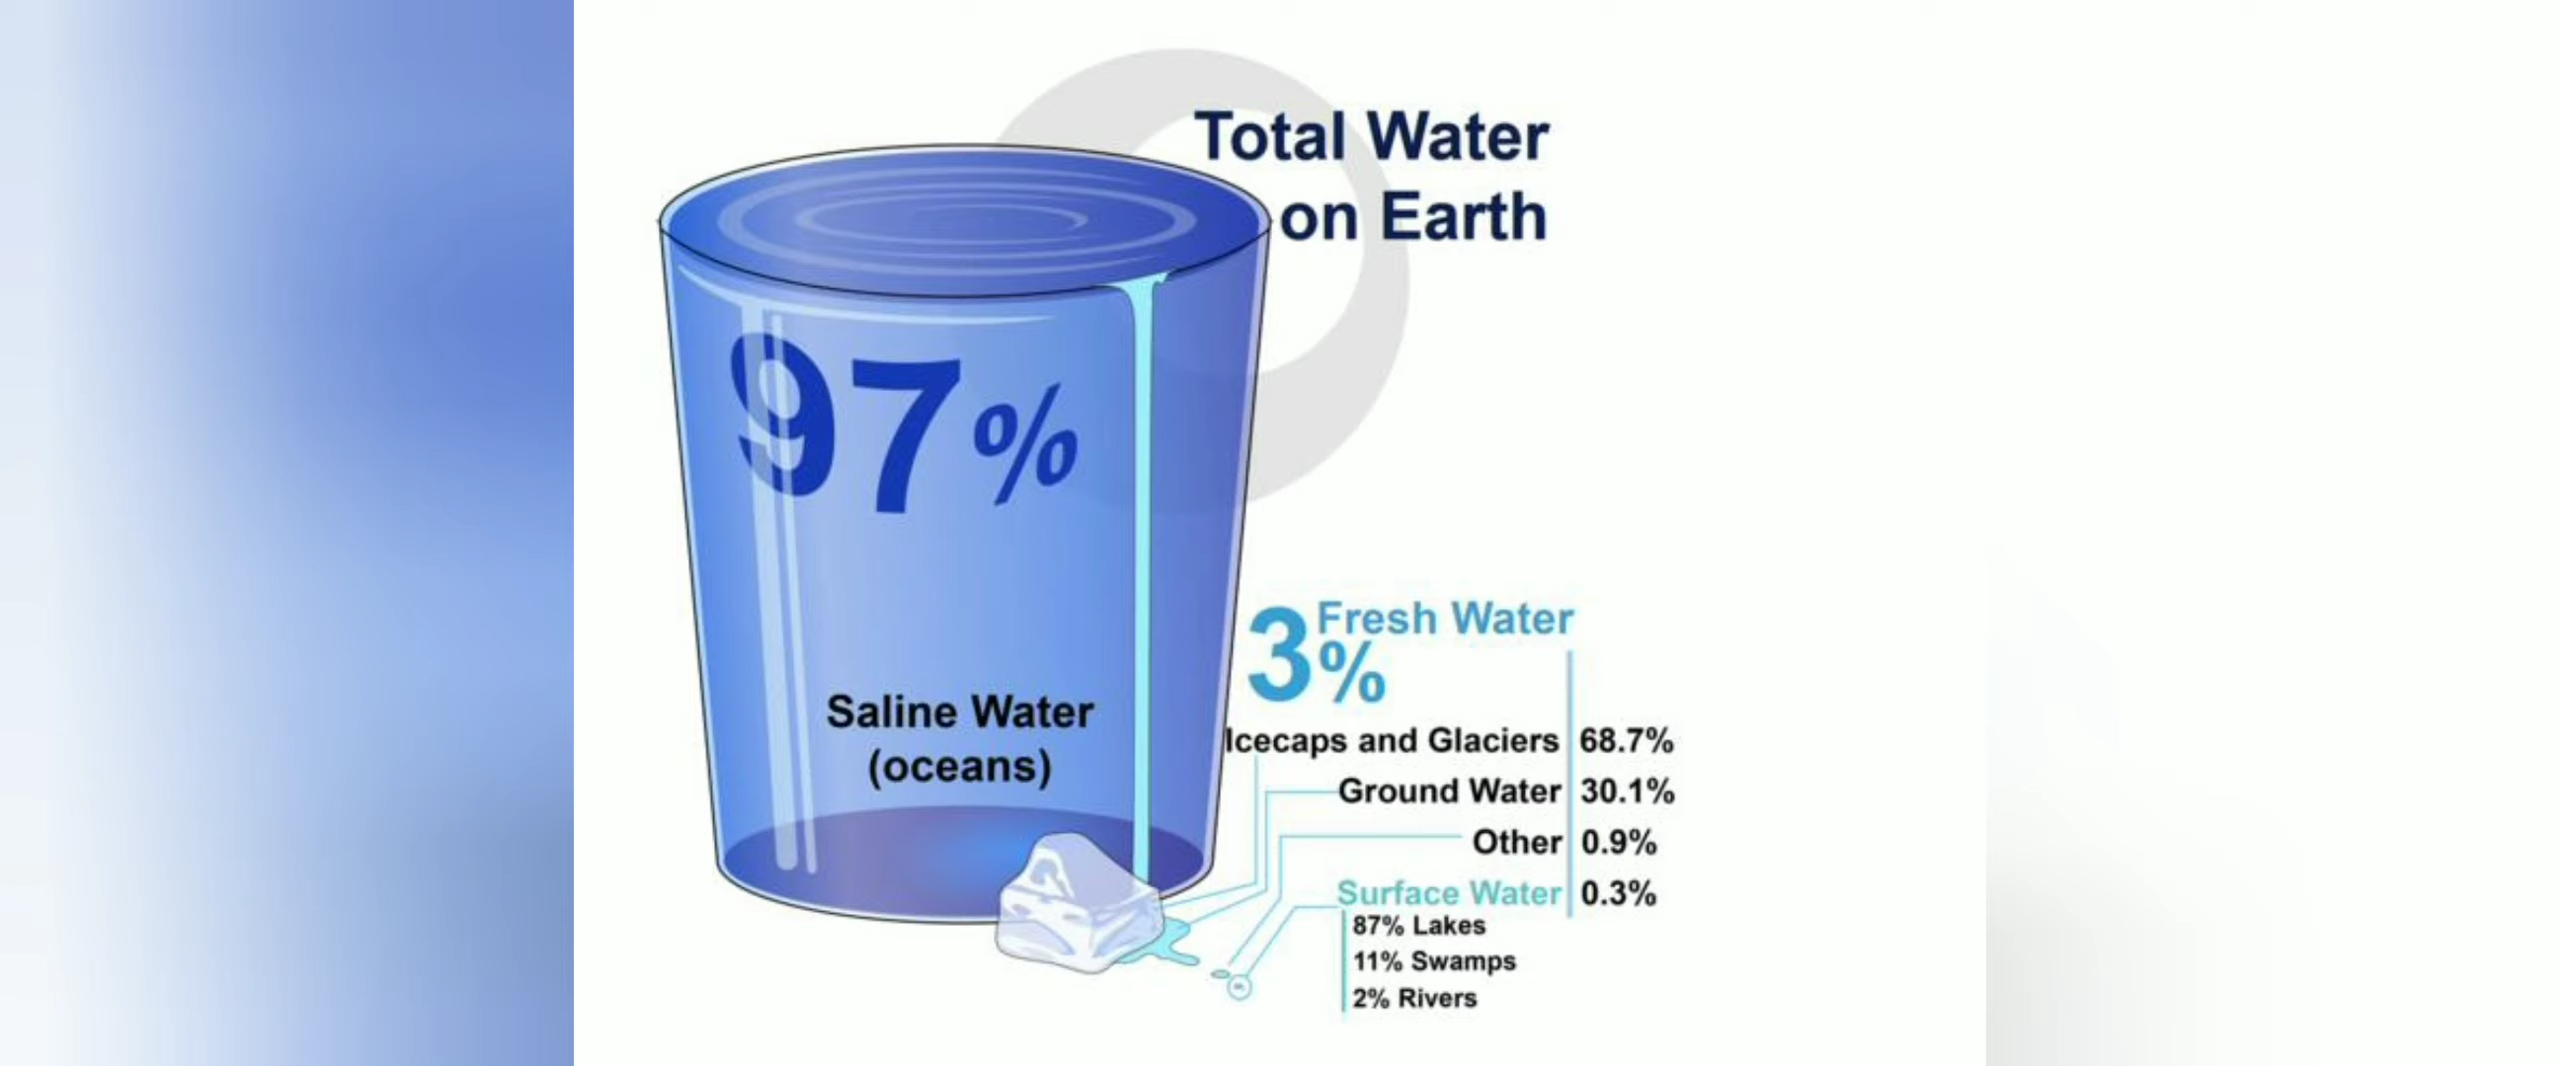 Total Water
on Earth
97%
Saline Water
(oceans)
3% Fresh Water
Icecaps and Glaciers 68.7%
Ground Water 30.1%
Other 0.9%
Surface Water 0.3%
87% Lakes
11% Swamps
2% Rivers